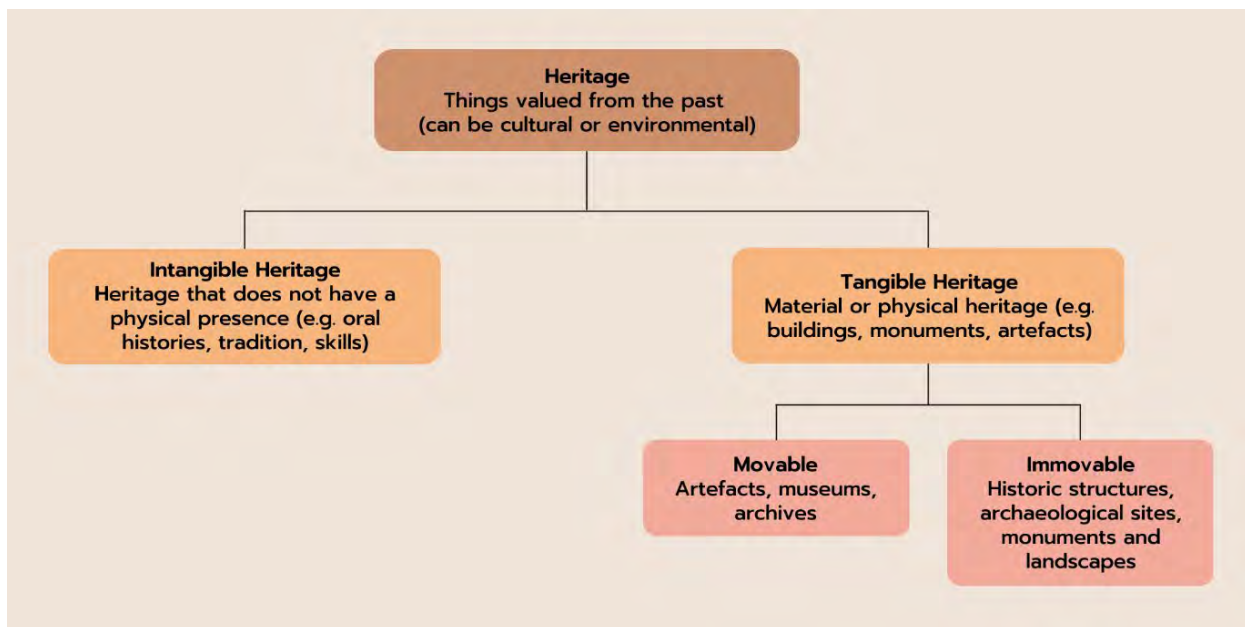 Heritage
Things valued from the past
(can be cultural or environmental)
Intangible Heritage
Heritage that does not have a
physical presence (e.g. oral
histories, tradition, skills)
Tangible Heritage
Material or physical heritage (e.g.
buildings, monuments, artefacts)
Movable
Artefacts, museums,
archives
Immovable
Historic structures,
archaeological sites,
monuments and
landscapes